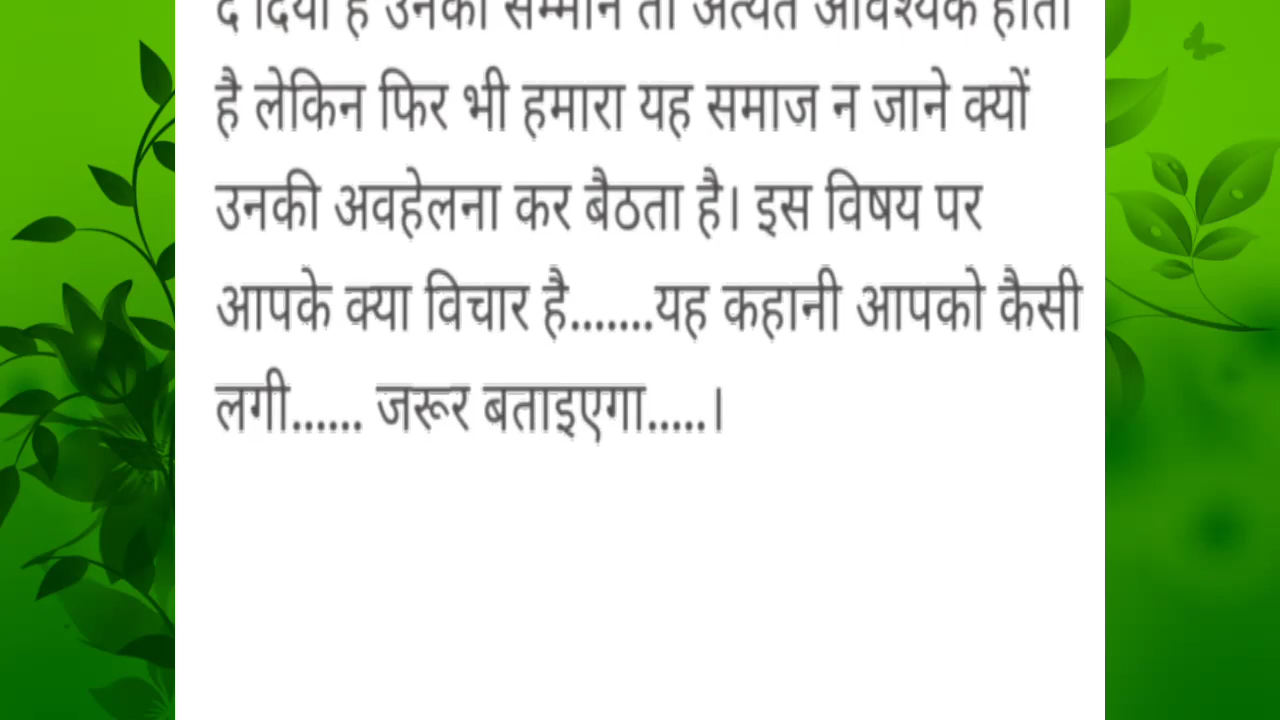 दे दिया है उनका सम्मान तो अत्यंत आवश्यक होता
है लेकिन फिर भी हमारा यह समाज न जाने क्यों
उनकी अवहेलना कर बैठता है। इस विषय पर
आपके क्या विचार है.......यह कहानी आपको कैसी
लगी...... जरूर बताइएगा.....।